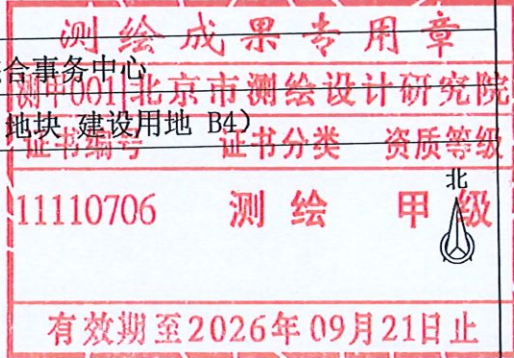 测绘成果专用章
合事务中心
测甲001 北京市测绘设计研究院
地块 建设用地 B4)
证书编号 证书分类 资质等级
北
11110706 测绘 甲级
有效期至2026年09月21日止